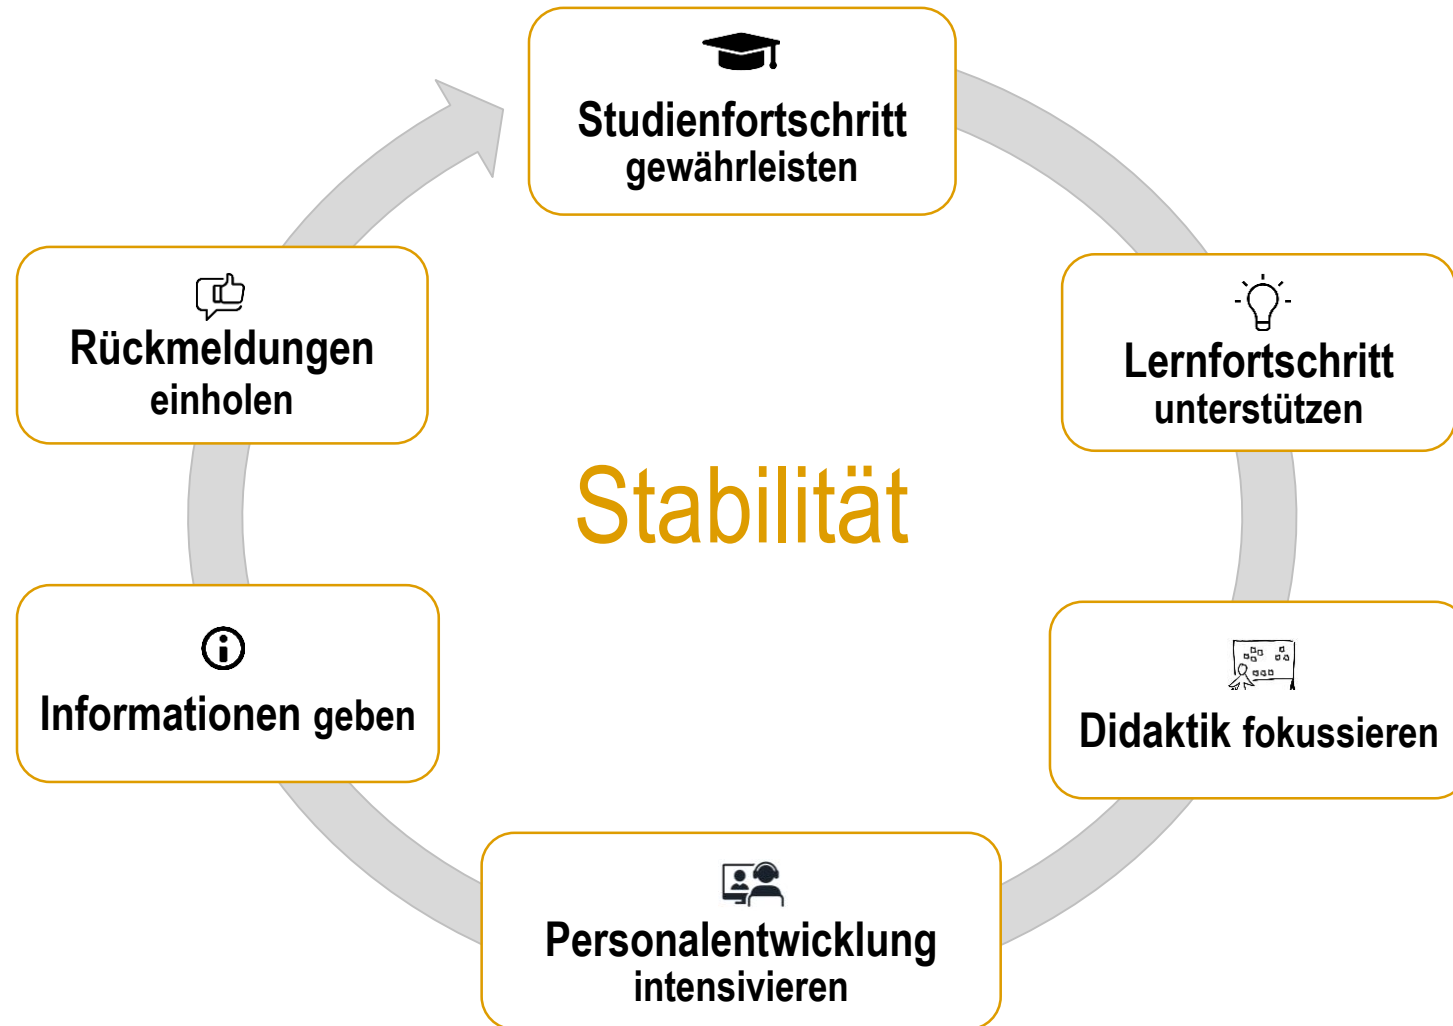 Studienfortschritt
gewährleisten
Lernfortschritt
unterstützen
Didaktik fokussieren
Personalentwicklung
intensivieren
Informationen geben
Rückmeldungen
einholen
Stabilität